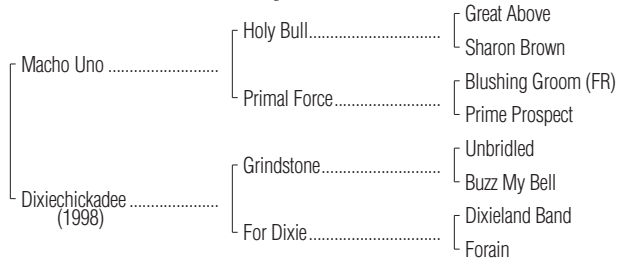 Great Above
Holy Bull
Sharon Brown
Macho Uno
Blushing Groom (FR)
Primal Force
Prime Prospect
Unbridled
Grindstone
Buzz My Bell
Dixiechickadee
(1998)
Dixieland Band
For Dixie
Forain